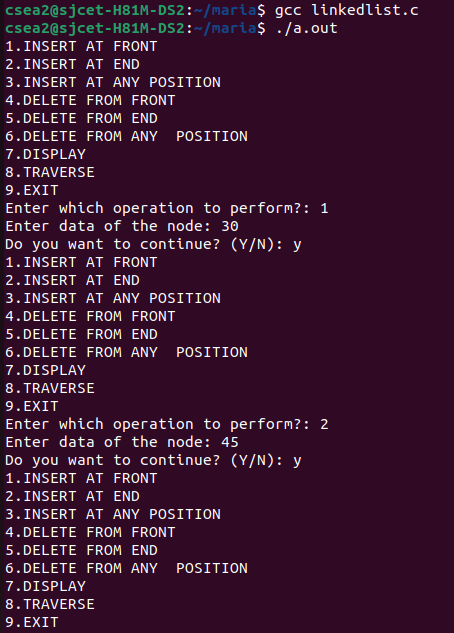 csea2@sjcet-H81M-DS2:~/maria$ gcc linkedlist.c
csea2@sjcet-H81M-DS2:~/maria$ ./a.out
1.INSERT AT FRONT
2.INSERT AT END
3.INSERT AT ANY POSITION
4.DELETE FROM FRONT
5.DELETE FROM END
6.DELETE FROM ANY  POSITION
7.DISPLAY
8.TRAVERSE
9.EXIT
Enter which operation to perform?: 1
Enter data of the node: 30
Do you want to continue? (Y/N): y
1.INSERT AT FRONT
2.INSERT AT END
3.INSERT AT ANY POSITION
4.DELETE FROM FRONT
5.DELETE FROM END
6.DELETE FROM ANY  POSITION
7.DISPLAY
8.TRAVERSE
9.EXIT
Enter which operation to perform?: 2
Enter data of the node: 45
Do you want to continue? (Y/N): y
1.INSERT AT FRONT
2.INSERT AT END
3.INSERT AT ANY POSITION
4.DELETE FROM FRONT
5.DELETE FROM END
6.DELETE FROM ANY  POSITION
7.DISPLAY
8.TRAVERSE
9.EXIT